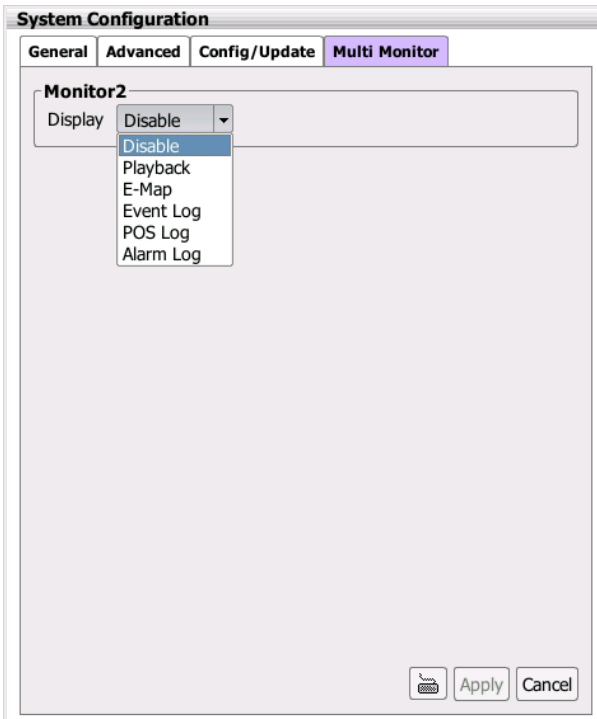 System Configuration
General Advanced Config/Update Multi Monitor
Monitor2
Display Disable
Disable
Playback
E-Map
Event Log
POS Log
Alarm Log
Apply Cancel